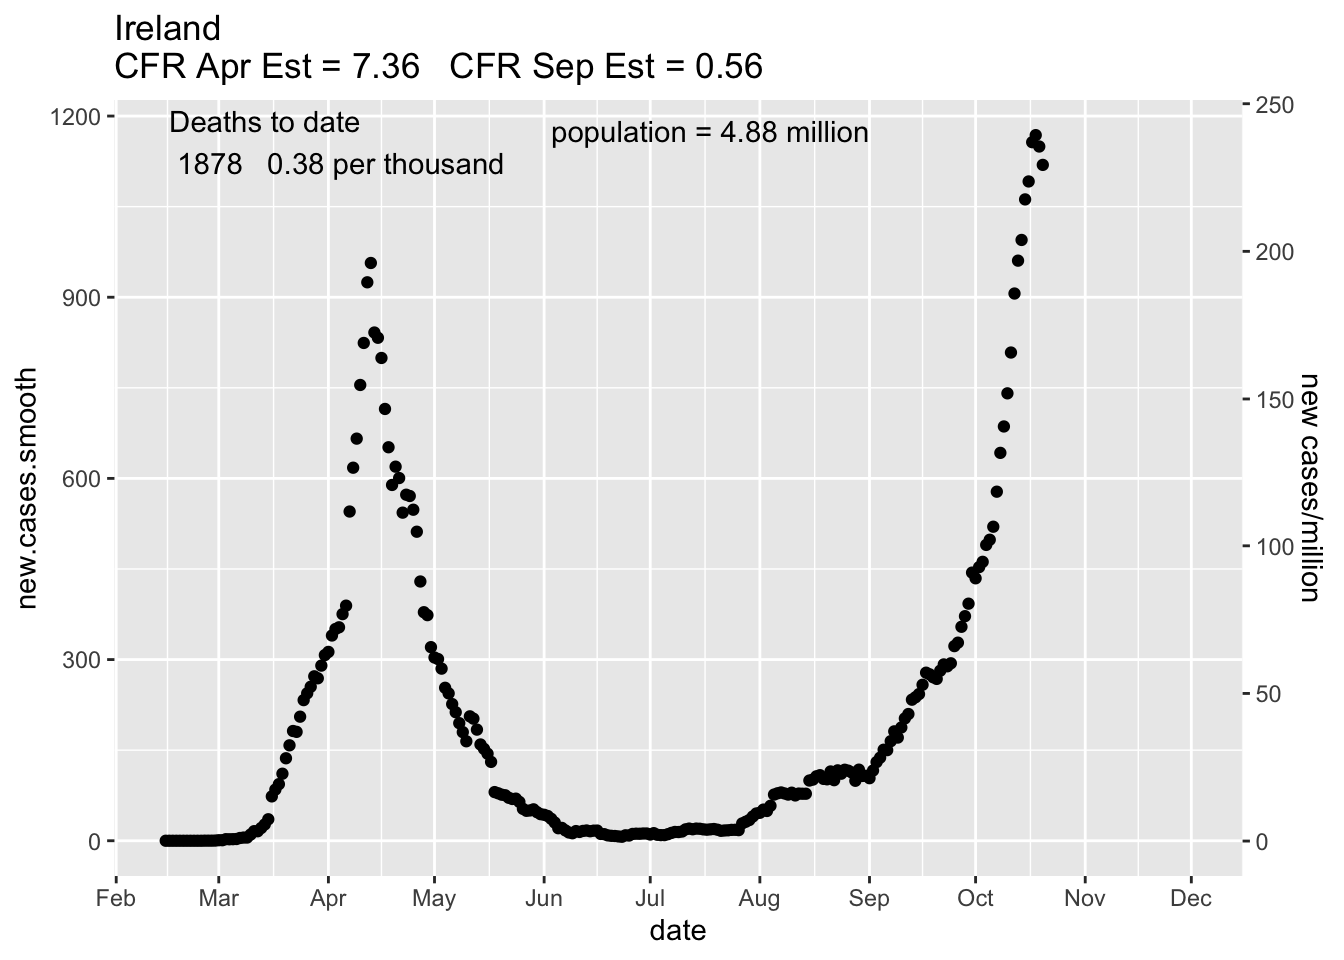 Ireland
CFR Apr Est = 7.36   CFR Sep Est = 0.56
Deaths to date
1878   0.38 per thousand
population = 4.88 million
new.cases.smooth
1200
900
600
300
0
250
200
150
100
50
0
new cases/million
Feb Mar Apr May Jun Jul Aug Sep Oct Nov Dec
date